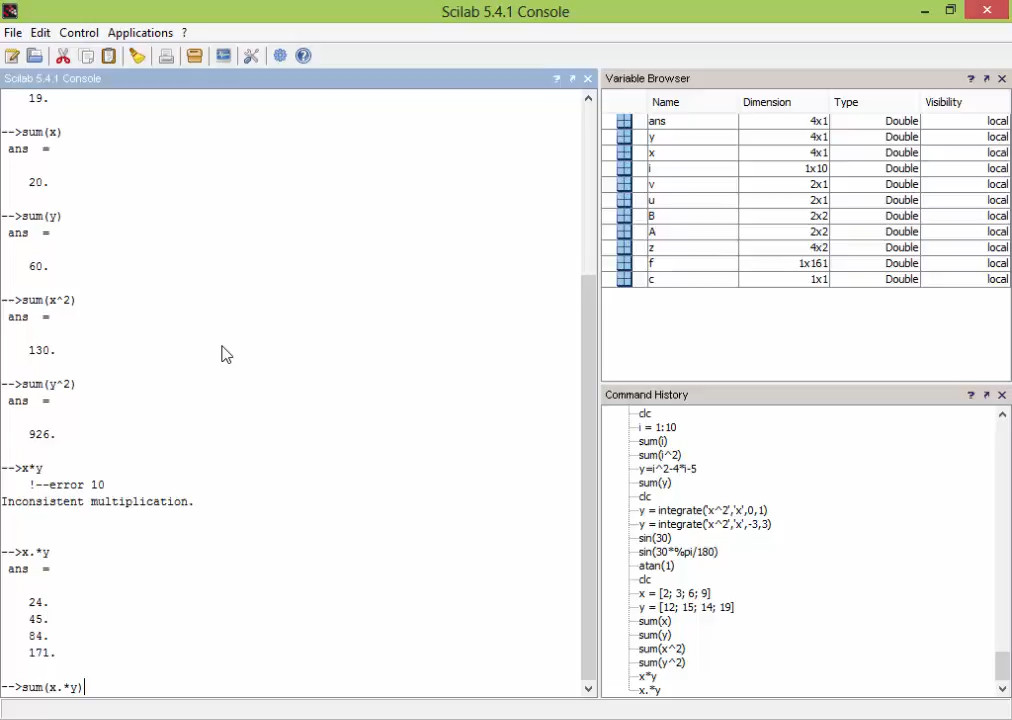 Scilab 5.4.1 Console
File Edit Control Applications ?
Scilab 5.4.1 Console
19.
-->sum(x)
ans =
20.
-->sum(y)
ans =
60.
-->sum(x^2)
ans =
130.
-->sum(y^2)
ans =
926.
-->x*y
!--error 10
Inconsistent multiplication.
-->x.*y
ans =
24.
45.
84.
171.
-->sum(x.*y)
Variable Browser
Name Dimension Type Visibility
ans 4x1 Double local
y 4x1 Double local
x 4x1 Double local
i 1x10 Double local
v 2x1 Double local
u 2x1 Double local
B 2x2 Double local
A 2x2 Double local
z 4x2 Double local
f 1x161 Double local
c 1x1 Double local
Command History
clc
i = 1:10
sum(i)
sum(i^2)
y=i^2-4*i-5
sum(y)
clc
y = integrate('x^2','x',0,1)
y = integrate('x^2','x',-3,3)
sin(30)
sin(30*%pi/180)
atan(1)
clc
x = [2; 3; 6; 9]
y = [12; 15; 14; 19]
sum(x)
sum(y)
sum(x^2)
sum(y^2)
x*y
x.*y